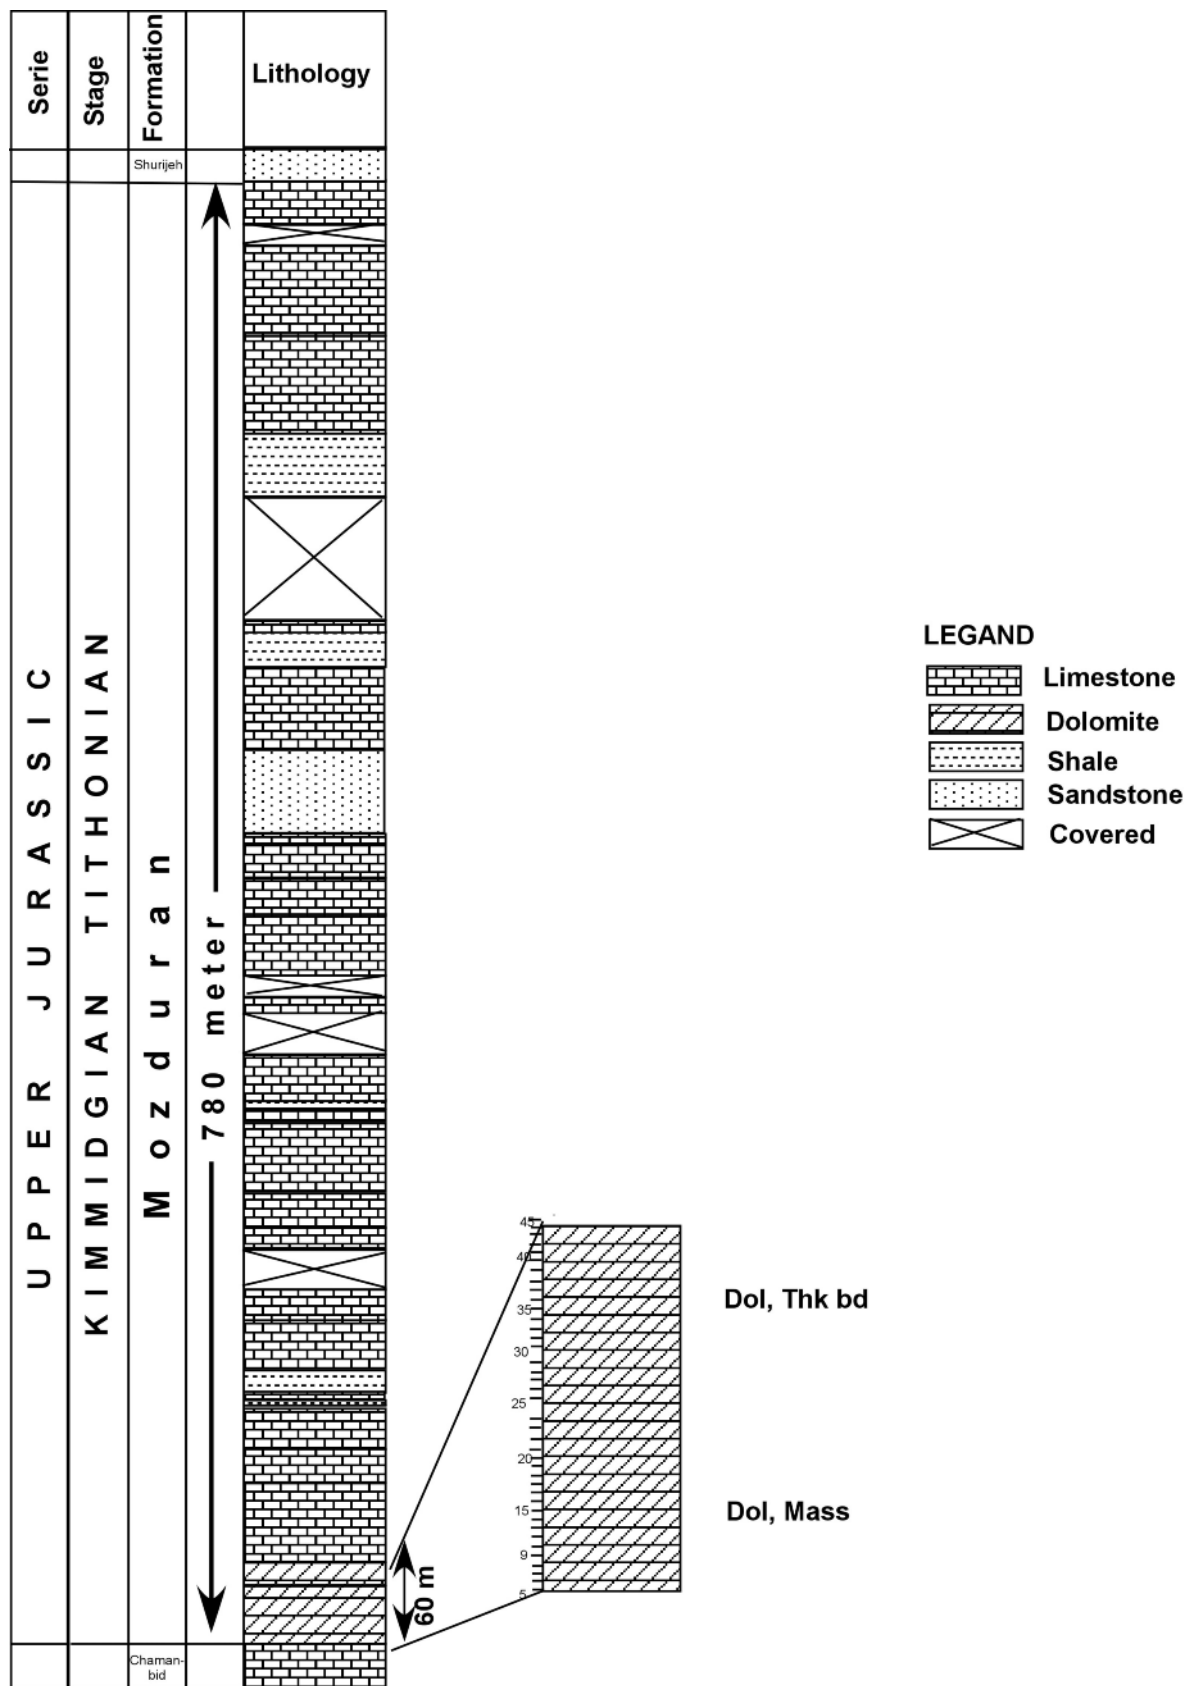 Serie
Stage
Formation
Lithology
Shurijeh
UPPER JURASSIC
KIMMIDGIAN TITHONIAN
Mozduran
780 meter
Chaman-
bid
60 m
LEGAND
Limestone
Dolomite
Shale
Sandstone
Covered
45
40
35
30
25
20
15
9
5
Dol, Thk bd
Dol, Mass